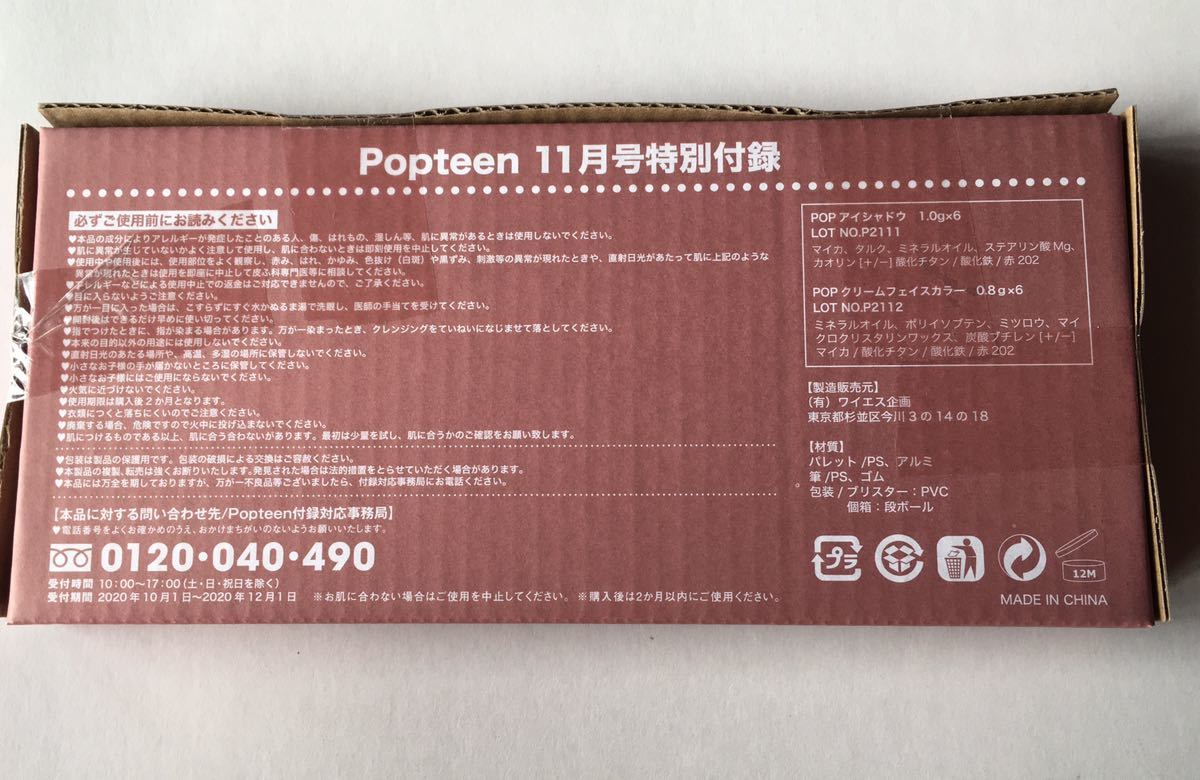 Popteen 11月号特別付録
必ずご使用前にお読みください
♥本品の成分によりアレルギーが発症したことのある人、傷、はれもの、湿しん等、肌に異常があるときは使用しないでください。
♥肌に異常が生じていないかよく注意して使用し、肌に合わないときは即刻使用を中止してください。
♥使用中や使用後には、使用部位をよく観察し、赤み、はれ、かゆみ、色抜け(白斑)や黒ずみ、刺激等の異常が現れたときや、直射日光があたって肌に上記のような
異常が現れたときは使用を即座に中止して皮ふ科専門医等に相談してください。
♥アレルギーなどによる使用中止での返金はご対応できませんので、ご了承ください。
♥目に入らないようご注意ください。
♥万が一目に入った場合は、こすらずにすぐ水かぬるま湯で洗眼し、医師の手当てを受けてください。
♥開封後はできるだけ早めに使い切ってください。
♥指でつけたときに、指が染まる場合があります。万が一染まったとき、クレンジングをていねいになじませて落としてください。
♥本来の目的以外の用途には使用しないでください。
♥直射日光のあたる場所や、高温、多湿の場所に保管しないでください。
♥小さなお子様の手が届かないところに保管してください。
♥小さなお子様にはご使用にならないでください。
♥火気に近づけないでください。
♥使用期限は購入後2か月となります。
♥衣類につくと落ちにくいのでご注意ください。
♥廃棄する場合、危険ですので火中に投げ込まないでください。
♥肌につけるものである以上、肌に合う合わないがあります。最初は少量を試し、肌に合うかのご確認をお願い致します。
♥包装は製品の保護用です。包装の破損による交換はご容赦ください。
♥本製品の複製、転売は強くお断りいたします。発見された場合は法的措置をとらせていただく場合があります。
♥本品には万全を期しておりますが、万が一不良品等ございましたら、付録対応事務局にお電話ください。
【本品に対する問い合わせ先/Popteen付録対応事務局】
♥電話番号をよくお確かめのうえ、おかけまちがいのないようお願いいたします。
0120・040・490
受付時間 10:00〜17:00(土・日・祝日を除く)
受付期間 2020年10月1日〜2020年12月1日 ※お肌に合わない場合はご使用を中止してください。※購入後は2か月以内にご使用ください。
POP アイシャドウ 1.0g×6
LOT NO.P2111
マイカ、タルク、ミネラルオイル、ステアリン酸Mg、
カオリン[+/−]酸化チタン/酸化鉄/赤202
POP クリームフェイスカラー 0.8g×6
LOT NO.P2112
ミネラルオイル、ポリイソブテン、ミツロウ、マイ
クロクリスタリンワックス、炭酸プチレン[+/−]
マイカ/酸化チタン/酸化鉄/赤202
【製造販売元】
(有)ワイエス企画
東京都杉並区今川3の14の18
【材質】
パレット/PS、アルミ
筆/PS、ゴム
包装/ブリスター:PVC
個箱:段ボール
プラ
12M
MADE IN CHINA